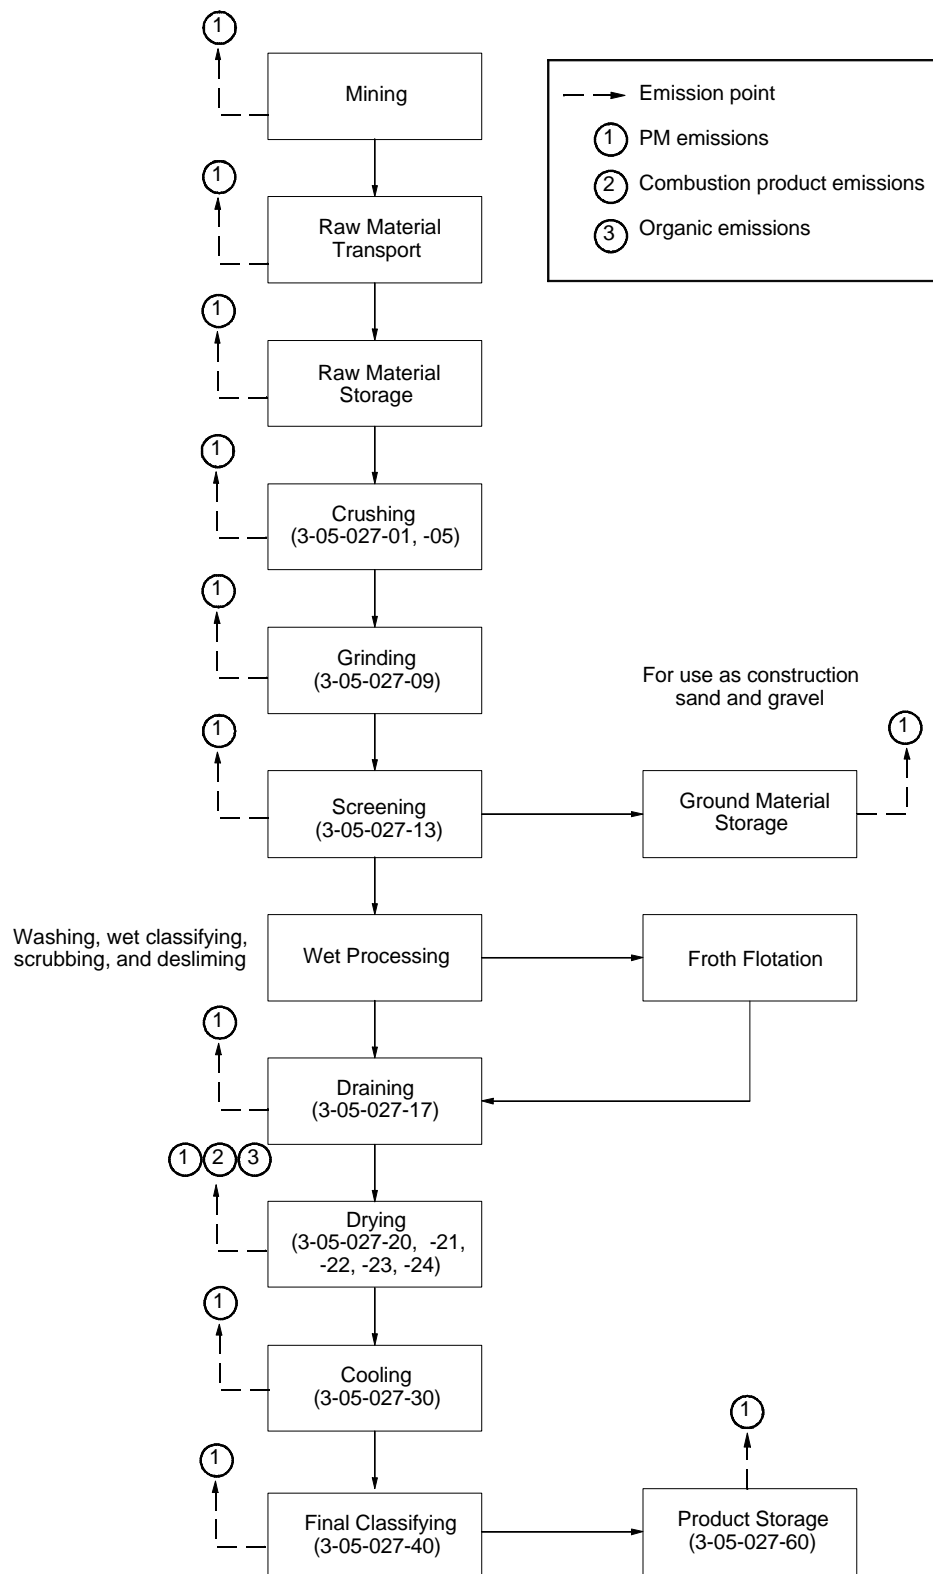 1
Mining
Emission point
1 PM emissions
2 Combustion product emissions
3 Organic emissions
1
Raw Material
Transport
1
Raw Material
Storage
1
Crushing
(3-05-027-01, -05)
1
Grinding
(3-05-027-09)
For use as construction
sand and gravel
1
1
Screening
(3-05-027-13)
Ground Material
Storage
Washing, wet classifying,
scrubbing, and desliming
Wet Processing
Froth Flotation
1
Draining
(3-05-027-17)
1 2 3
Drying
(3-05-027-20, -21,
-22, -23, -24)
1
Cooling
(3-05-027-30)
1
1
Final Classifying
(3-05-027-40)
Product Storage
(3-05-027-60)